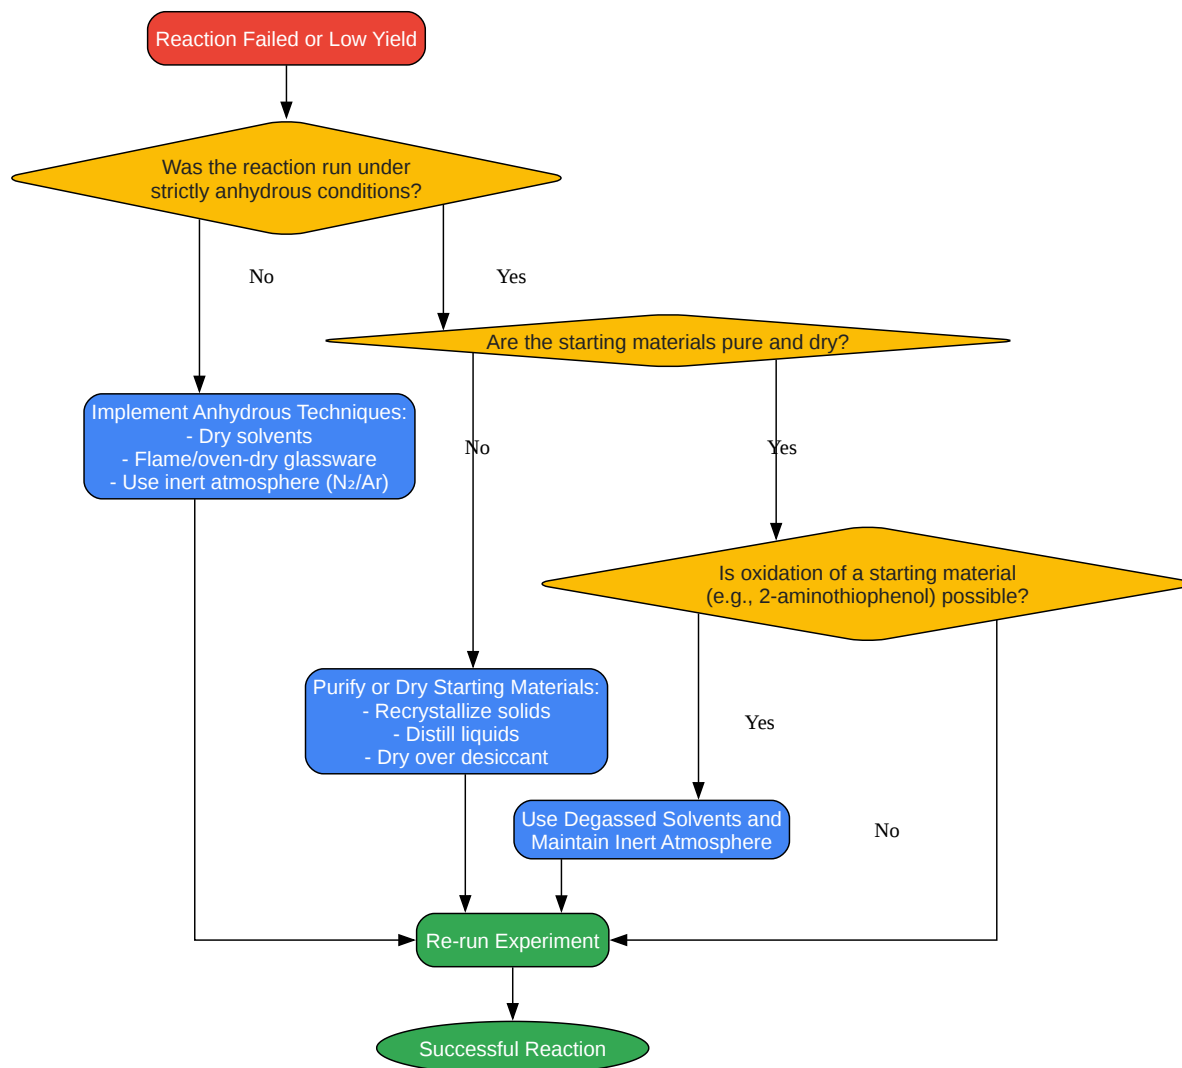 Reaction Failed or Low Yield
Was the reaction run under
strictly anhydrous conditions?
No
Yes
Are the starting materials pure and dry?
Implement Anhydrous Techniques:
- Dry solvents
- Flame/oven-dry glassware
- Use inert atmosphere (N₂/Ar)
No
Yes
Is oxidation of a starting material
(e.g., 2-aminothiophenol) possible?
Purify or Dry Starting Materials:
- Recrystallize solids
- Distill liquids
- Dry over desiccant
Yes
Use Degassed Solvents and
Maintain Inert Atmosphere
No
Re-run Experiment
Successful Reaction